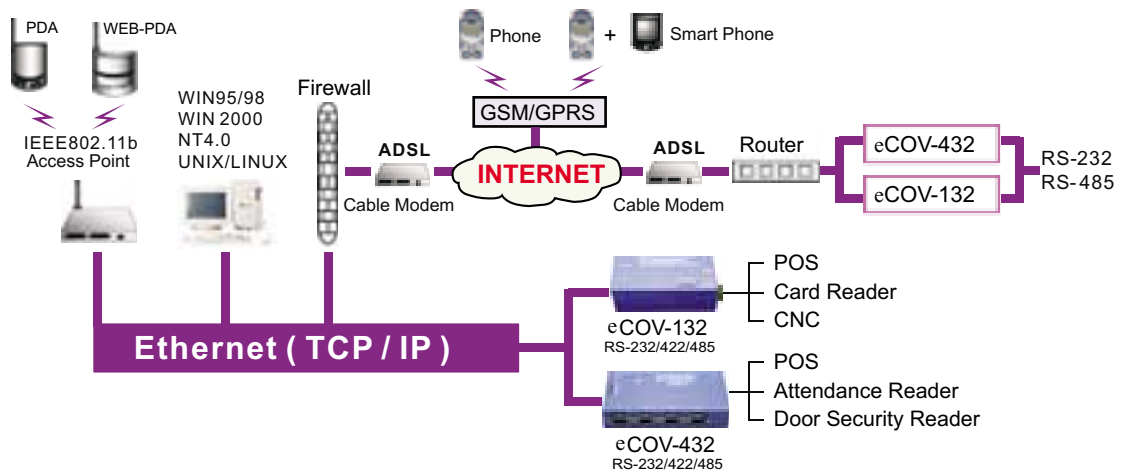 PDA
WEB-PDA
IEEE802.11b
Access Point
WIN95/98
WIN 2000
NT4.0
UNIX/LINUX
Firewall
ADSL
Cable Modem
Phone
+
Smart Phone
GSM/GPRS
INTERNET
ADSL
Cable Modem
Router
eCOV-432
eCOV-132
RS-232
RS-485
Ethernet ( TCP / IP )
eCOV-132
RS-232/422/485
POS
Card Reader
CNC
eCOV-432
RS-232/422/485
POS
Attendance Reader
Door Security Reader